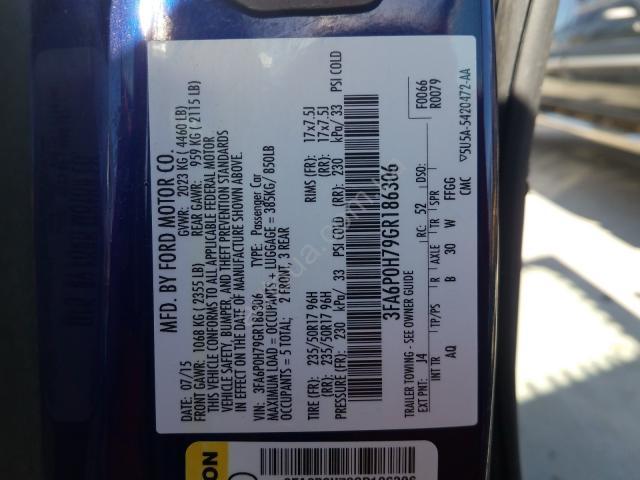 MFD. BY FORD MOTOR CO.
DATE: 07/15 GVWR: 2023 KG ( 4460 LB)
FRONT GAWR: 1068 KG ( 2355 LB) REAR GAWR: 959 KG ( 2115 LB)
THIS VEHICLE CONFORMS TO ALL APPLICABLE FEDERAL MOTOR
VEHICLE SAFETY, BUMPER, AND THEFT PREVENTION STANDARDS
IN EFFECT ON THE DATE OF MANUFACTURE SHOWN ABOVE.
VIN: 3FA6P0H79GR186306 TYPE: Passenger Car
MAXIMUM LOAD = OCCUPANTS + LUGGAGE = 385KG/ 850LB
OCCUPANTS = 5 TOTAL; 2 FRONT, 3 REAR
TIRE (FR): 235/50R17 96H RIMS (FR): 17x7.5J
TIRE (RR): 235/50R17 96H RIMS (RR): 17x7.5J
PRESSURE (FR): 230 kPa/ 33 PSI COLD (RR): 230 kPa/ 33 PSI COLD
3FA6P0H79GR186306
F0066
R0079
TRAILER TOWING - SEE OWNER GUIDE
EXT PNT: J4 RC: 52 DSO:
INT TR TP/PS R AXLE TR SPR
AQ B 30 W FFGG
CMC
5U5A-5420472-AA
3FA6P0H79GR186306